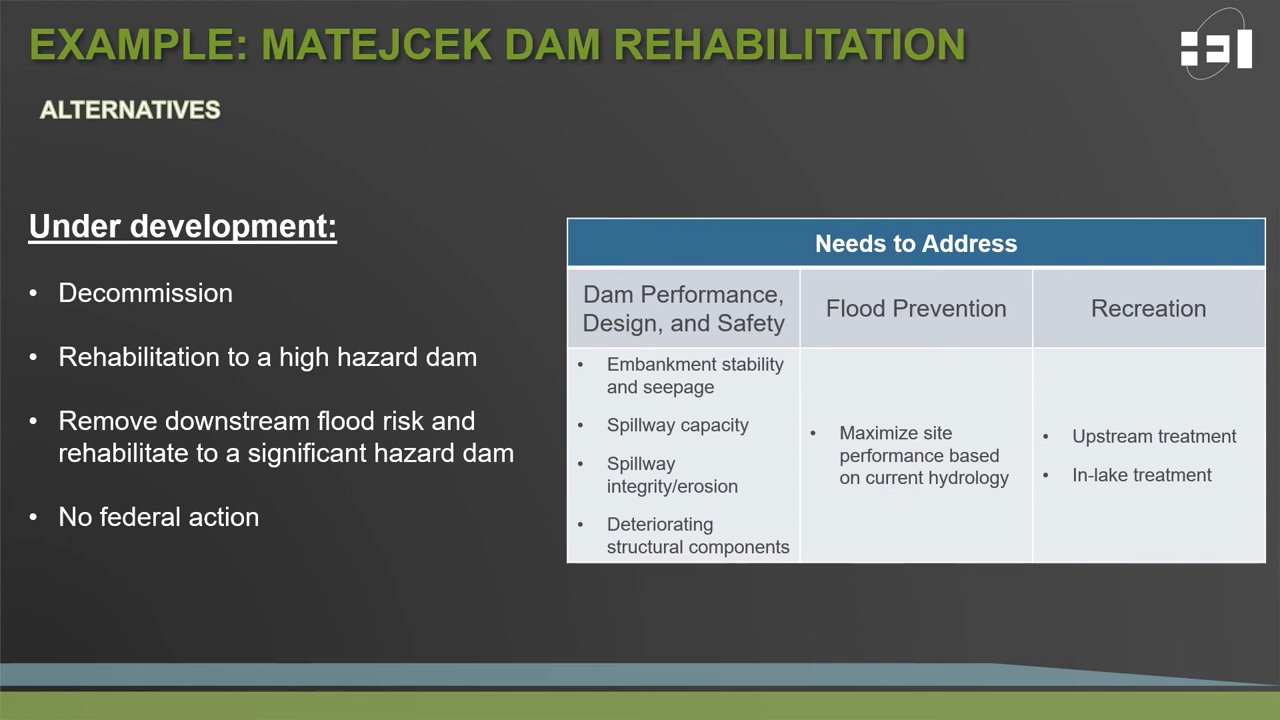 EXAMPLE: MATEJCEK DAM REHABILITATION
ALTERNATIVES
Under development:
• Decommission
• Rehabilitation to a high hazard dam
• Remove downstream flood risk and
rehabilitate to a significant hazard dam
• No federal action
Needs to Address
Dam Performance,
Design, and Safety
Flood Prevention
Recreation
• Embankment stability
and seepage
• Spillway capacity
• Spillway
integrity/erosion
• Deteriorating
structural components
• Maximize site
performance based
on current hydrology
• Upstream treatment
• In-lake treatment